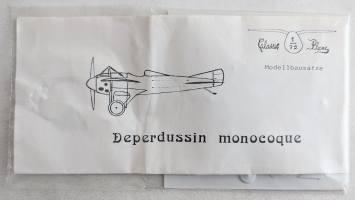 Classic Plane
1
72
Modellbausätze
Deperdussin monocoque